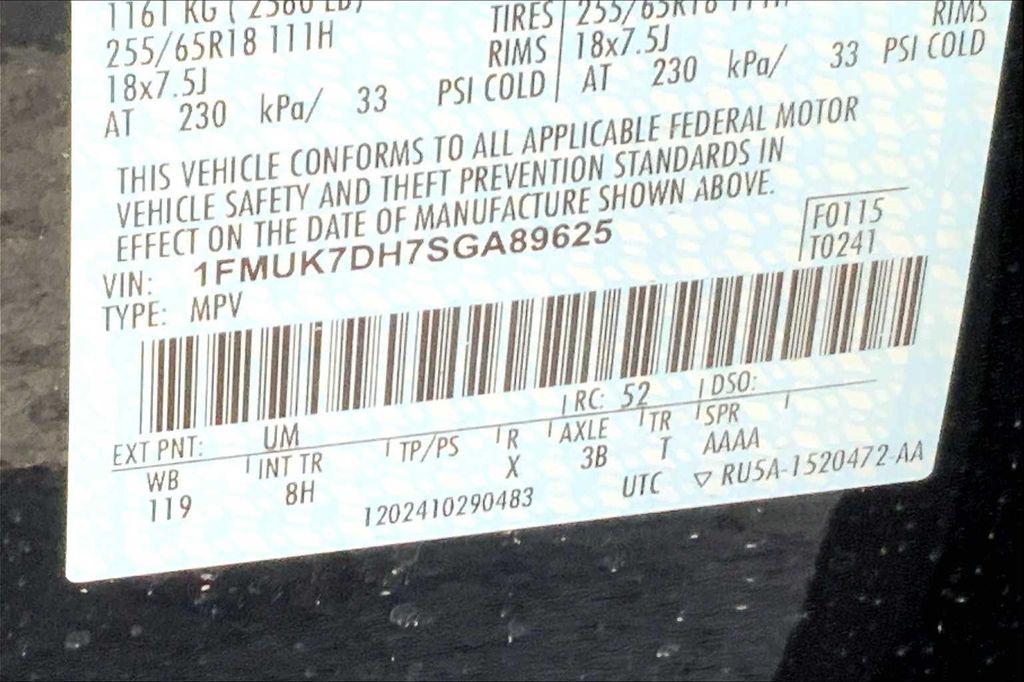 1161 KG ( 2560 LB)
255/65R18 111H TIRES 255/65R18 111H
18x7.5J RIMS 18x7.5J RIMS
AT 230 kPa/ 33 PSI COLD AT 230 kPa/ 33 PSI COLD
THIS VEHICLE CONFORMS TO ALL APPLICABLE FEDERAL MOTOR
VEHICLE SAFETY AND THEFT PREVENTION STANDARDS IN
EFFECT ON THE DATE OF MANUFACTURE SHOWN ABOVE.
VIN: 1FMUK7DH7SGA89625 F0115
TYPE: MPV T0241
EXT PNT: UM RC: 52 DSO:
WB INT TR TP/PS R AXLE TR SPR
119 8H X 3B T AAAA
1202410290483 UTC ▽ RU5A-1520472-AA